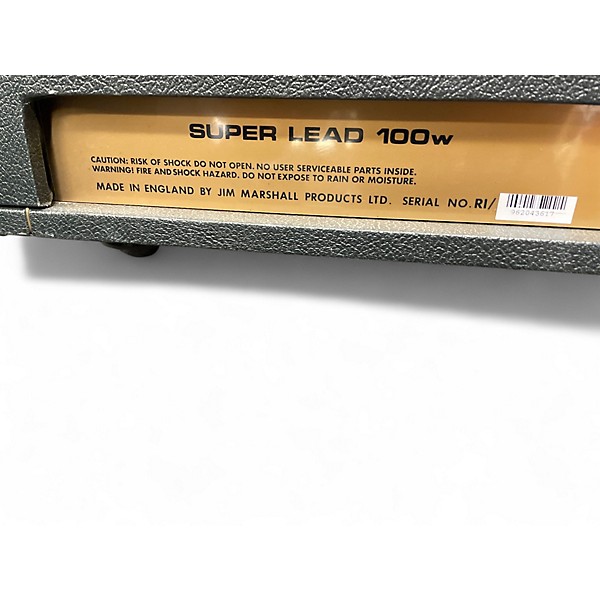 SUPER LEAD 100w
CAUTION: RISK OF SHOCK DO NOT OPEN. NO USER SERVICEABLE PARTS INSIDE.
WARNING! FIRE AND SHOCK HAZARD. DO NOT EXPOSE TO RAIN OR MOISTURE.
MADE IN ENGLAND BY JIM MARSHALL PRODUCTS LTD. SERIAL NO. RI/
962043617